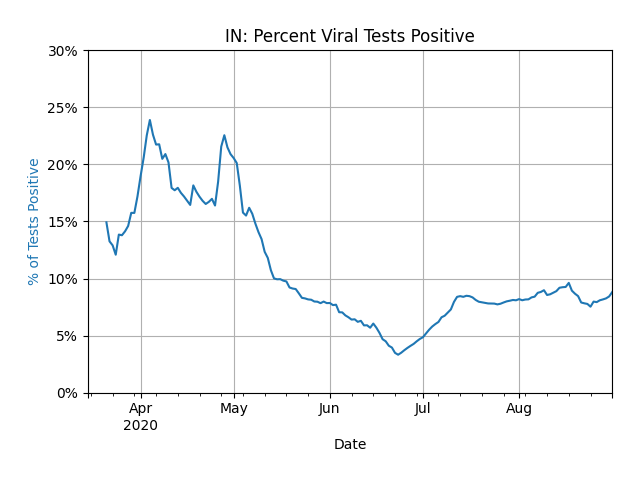 IN: Percent Viral Tests Positive
30%
25%
20%
15%
10%
5%
0%
% of Tests Positive
Apr May Jun Jul Aug
2020
Date